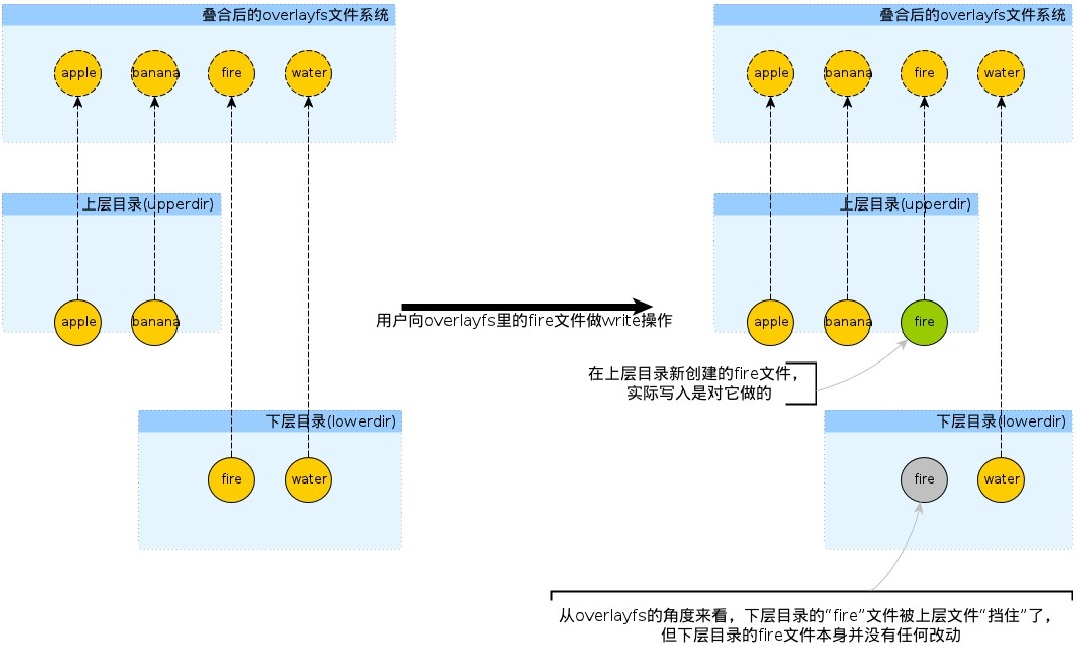 叠合后的overlayfs文件系统
apple
banana
fire
water
上层目录(upperdir)
apple
banana
下层目录(lowerdir)
fire
water
用户向overlayfs里的fire文件做write操作
叠合后的overlayfs文件系统
apple
banana
fire
water
上层目录(upperdir)
apple
banana
fire
在上层目录新创建的fire文件，
实际写入是对它做的
下层目录(lowerdir)
fire
water
从overlayfs的角度来看，下层目录的“fire”文件被上层文件“挡住”了，
但下层目录的fire文件本身并没有任何改动